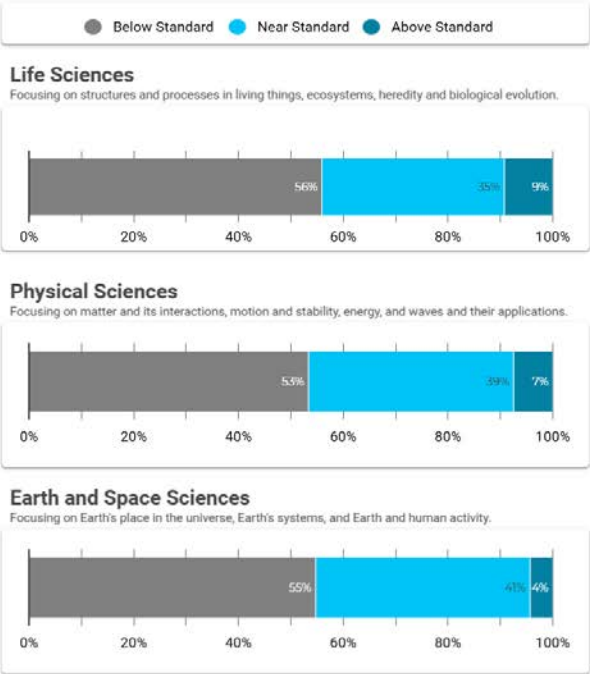 Below Standard Near Standard Above Standard
Life Sciences
Focusing on structures and processes in living things, ecosystems, heredity and biological evolution.
56% 35% 9%
0% 20% 40% 60% 80% 100%
Physical Sciences
Focusing on matter and its interactions, motion and stability, energy, and waves and their applications.
53% 39% 7%
0% 20% 40% 60% 80% 100%
Earth and Space Sciences
Focusing on Earth's place in the universe, Earth's systems, and Earth and human activity.
55% 41% 4%
0% 20% 40% 60% 80% 100%